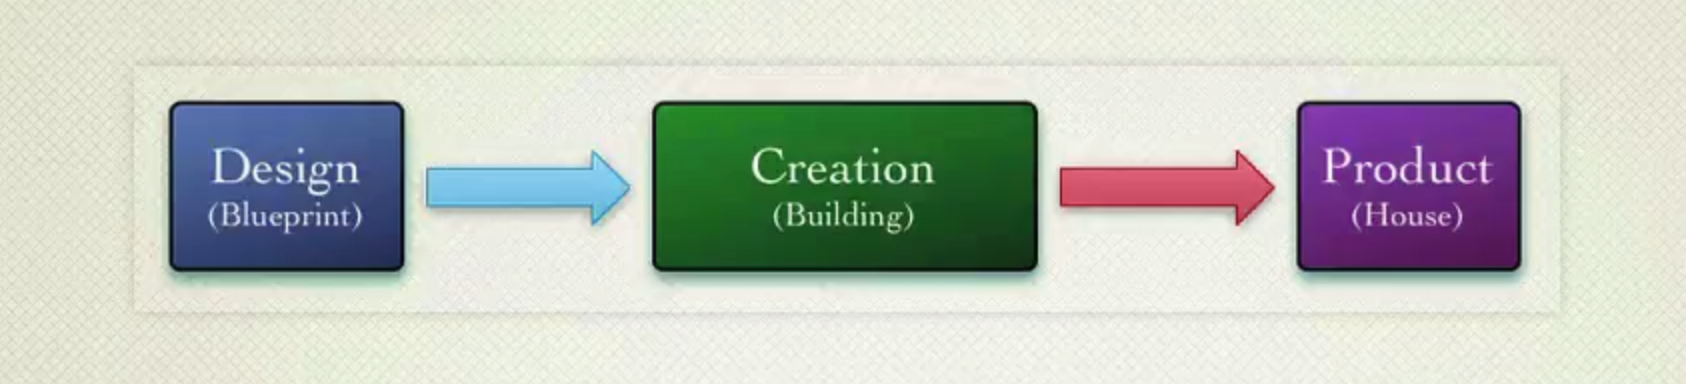 Design
(Blueprint)
Creation
(Building)
Product
(House)